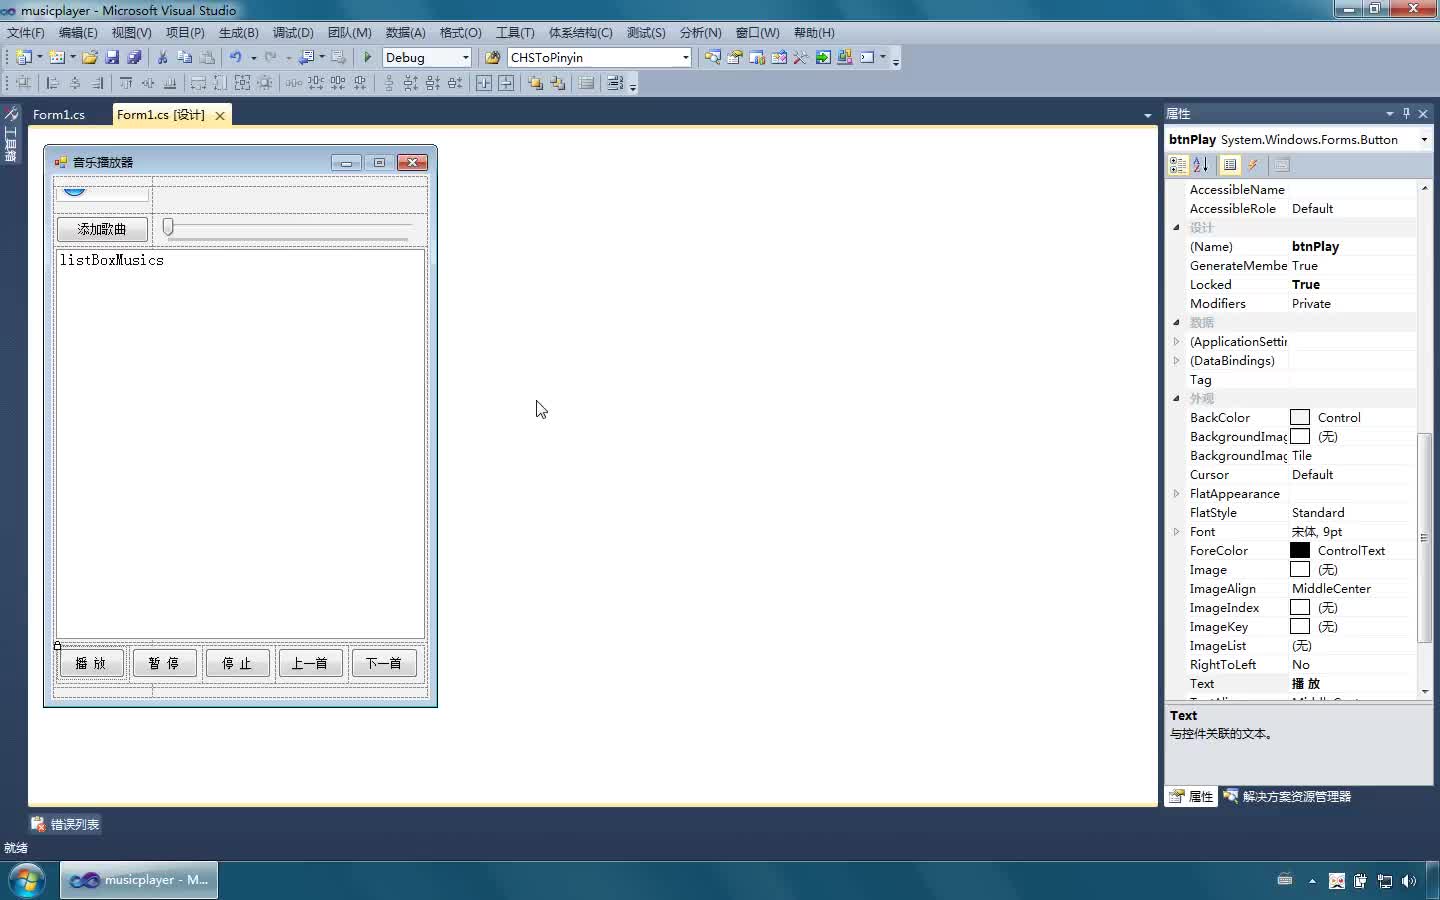 musicplayer - Microsoft Visual Studio
文件(F) 编辑(E) 视图(V) 项目(P) 生成(B) 调试(D) 团队(M) 数据(A) 格式(O) 工具(T) 体系结构(C) 测试(S) 分析(N) 窗口(W) 帮助(H)
Debug CHSToPinyin
工具箱
Form1.cs Form1.cs [设计]
音乐播放器
添加歌曲
listBoxMusics
播 放 暂 停 停 止 上一首 下一首
属性
btnPlay System.Windows.Forms.Button
AccessibleName
AccessibleRole Default
设计
(Name) btnPlay
GenerateMembe True
Locked True
Modifiers Private
数据
(ApplicationSettin
(DataBindings)
Tag
外观
BackColor Control
BackgroundImag (无)
BackgroundImag Tile
Cursor Default
FlatAppearance
FlatStyle Standard
Font 宋体, 9pt
ForeColor ControlText
Image (无)
ImageAlign MiddleCenter
ImageIndex (无)
ImageKey (无)
ImageList (无)
RightToLeft No
Text 播 放
Text
与控件关联的文本。
属性 解决方案资源管理器
错误列表
就绪
musicplayer - M...